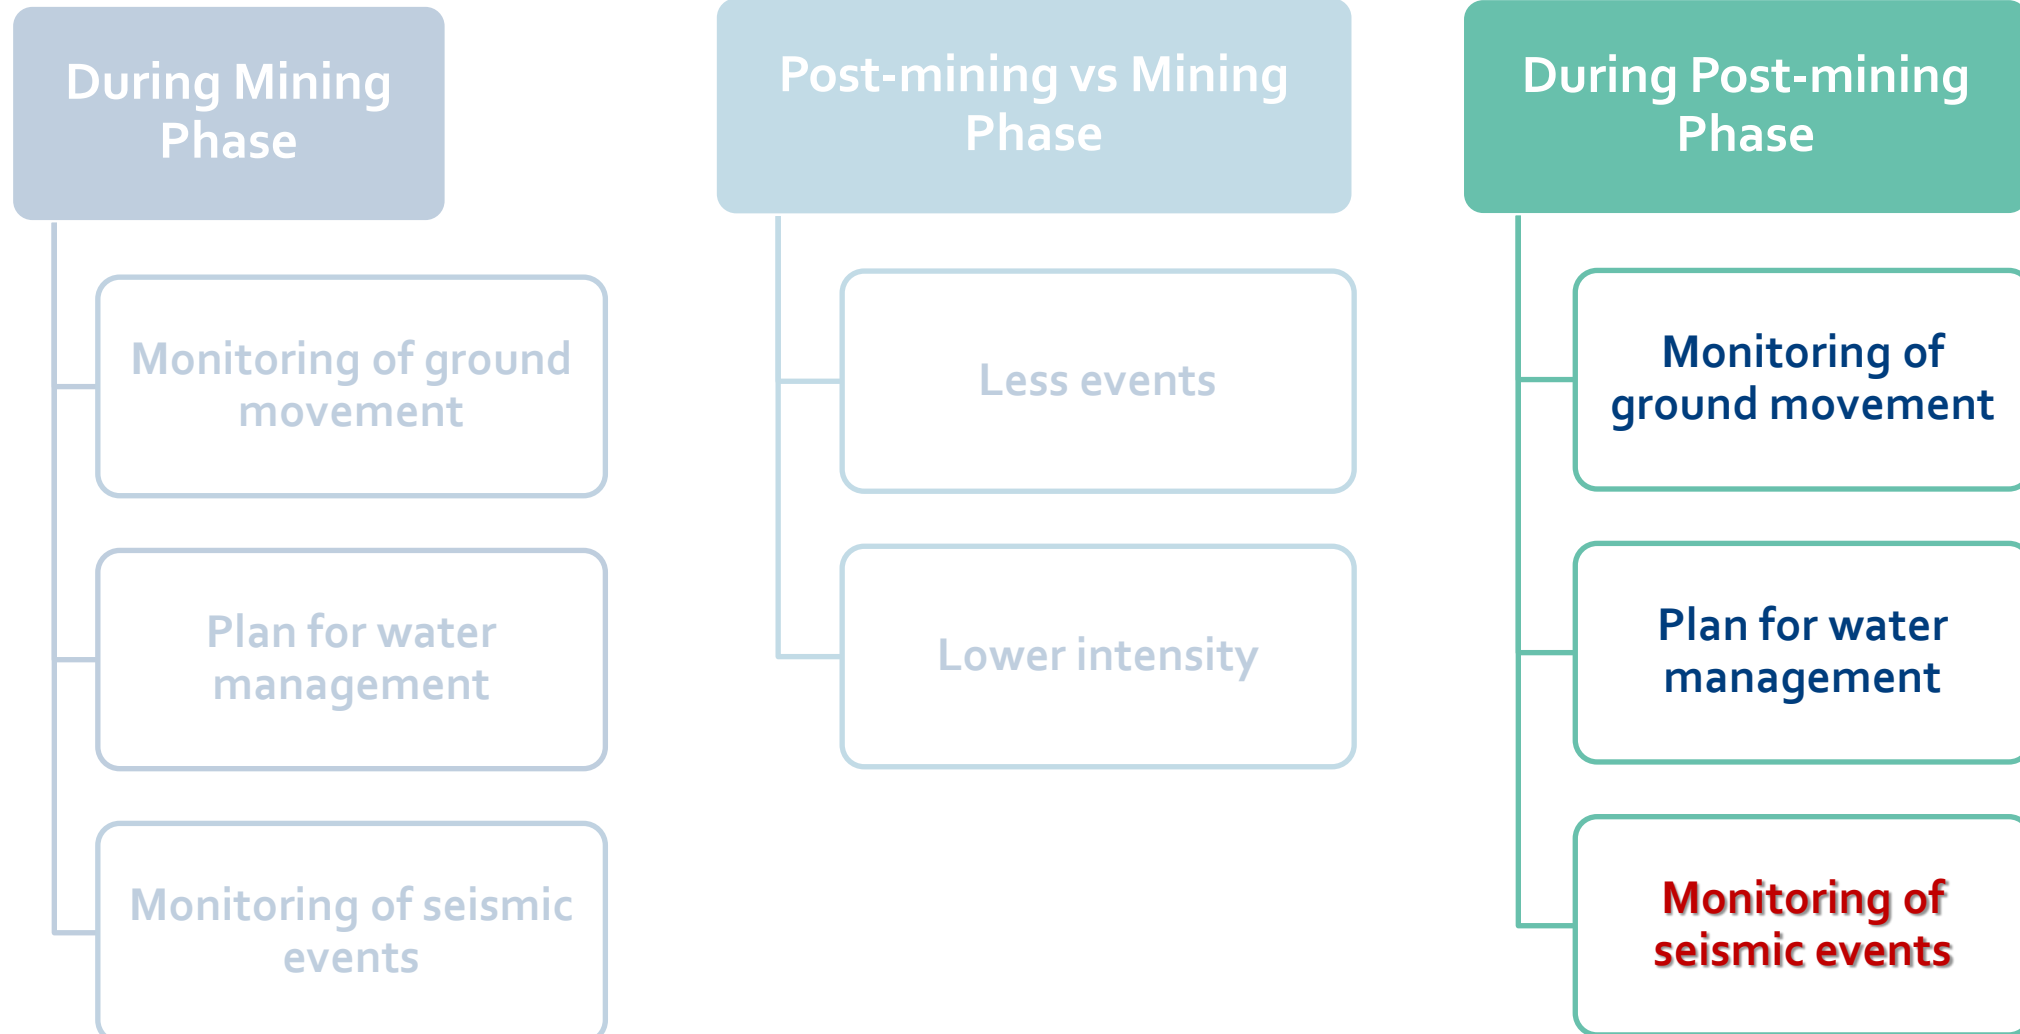 During Mining
Phase
Monitoring of ground
movement
Plan for water
management
Monitoring of seismic
events
Post-mining vs Mining
Phase
Less events
Lower intensity
During Post-mining
Phase
Monitoring of
ground movement
Plan for water
management
Monitoring of
seismic events